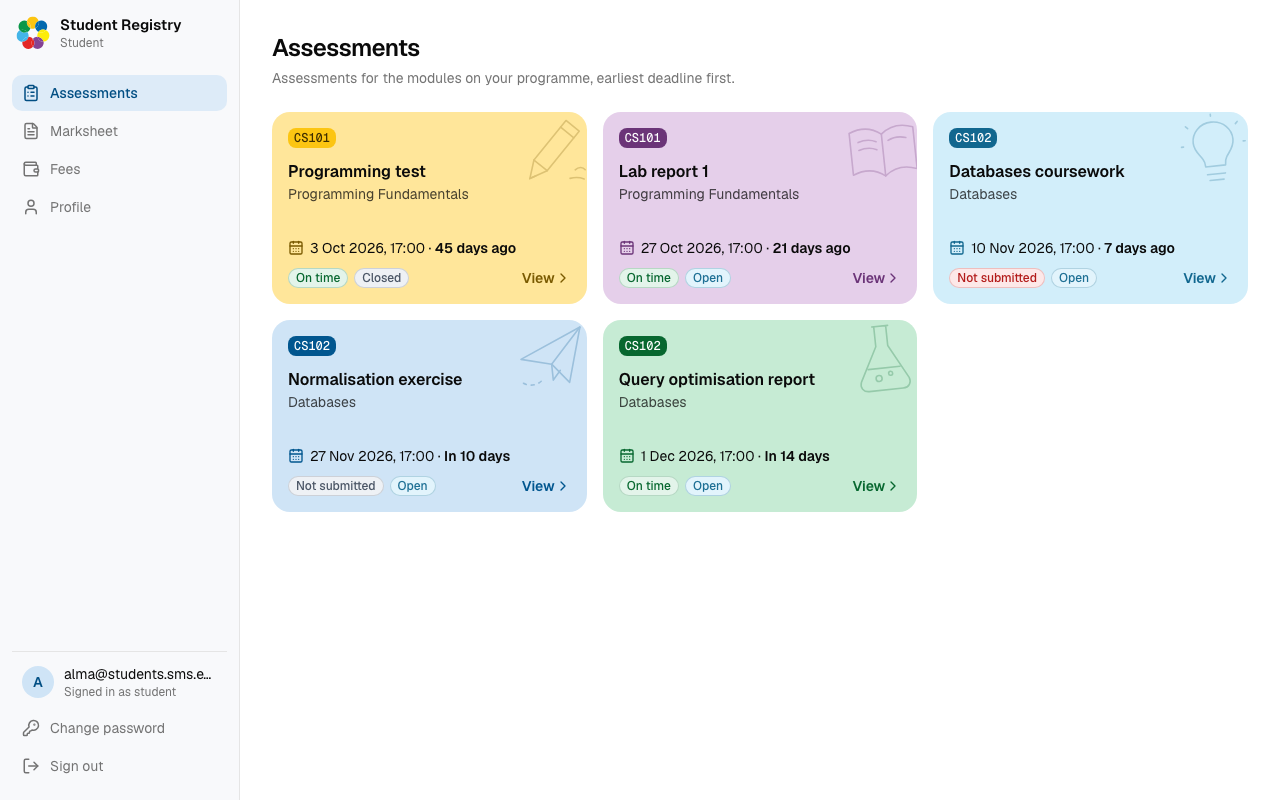 Student Registry
Student
Assessments
Marksheet
Fees
Profile
alma@students.sms.e…
Signed in as student
Change password
Sign out
Assessments
Assessments for the modules on your programme, earliest deadline first.
CS101
Programming test
Programming Fundamentals
3 Oct 2026, 17:00 · 45 days ago
On time Closed View
CS101
Lab report 1
Programming Fundamentals
27 Oct 2026, 17:00 · 21 days ago
On time Open View
CS102
Databases coursework
Databases
10 Nov 2026, 17:00 · 7 days ago
Not submitted Open View
CS102
Normalisation exercise
Databases
27 Nov 2026, 17:00 · In 10 days
Not submitted Open View
CS102
Query optimisation report
Databases
1 Dec 2026, 17:00 · In 14 days
On time Open View
A